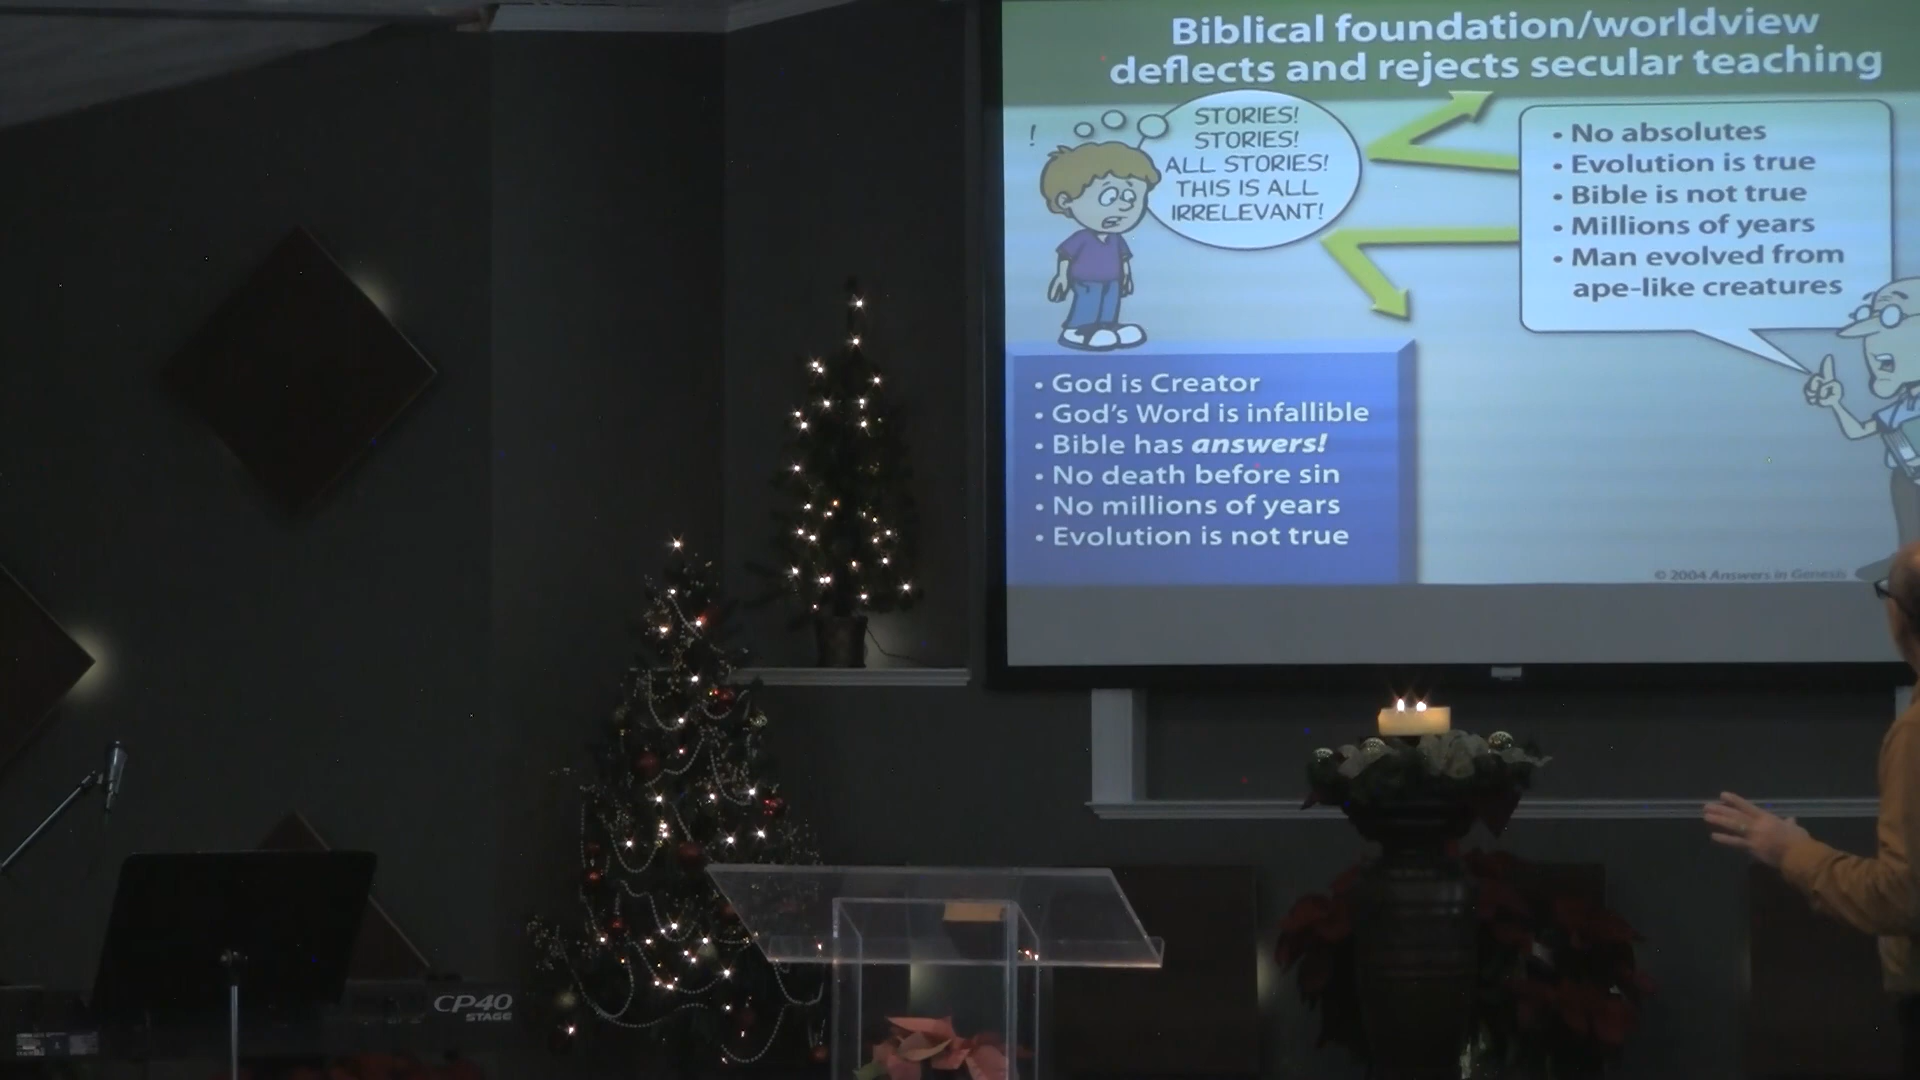 Biblical foundation/worldview
deflects and rejects secular teaching
!
STORIES!
STORIES!
ALL STORIES!
THIS IS ALL
IRRELEVANT!
• No absolutes
• Evolution is true
• Bible is not true
• Millions of years
• Man evolved from
ape-like creatures
• God is Creator
• God's Word is infallible
• Bible has answers!
• No death before sin
• No millions of years
• Evolution is not true
© 2004 Answers in Genesis
CP40
STAGE